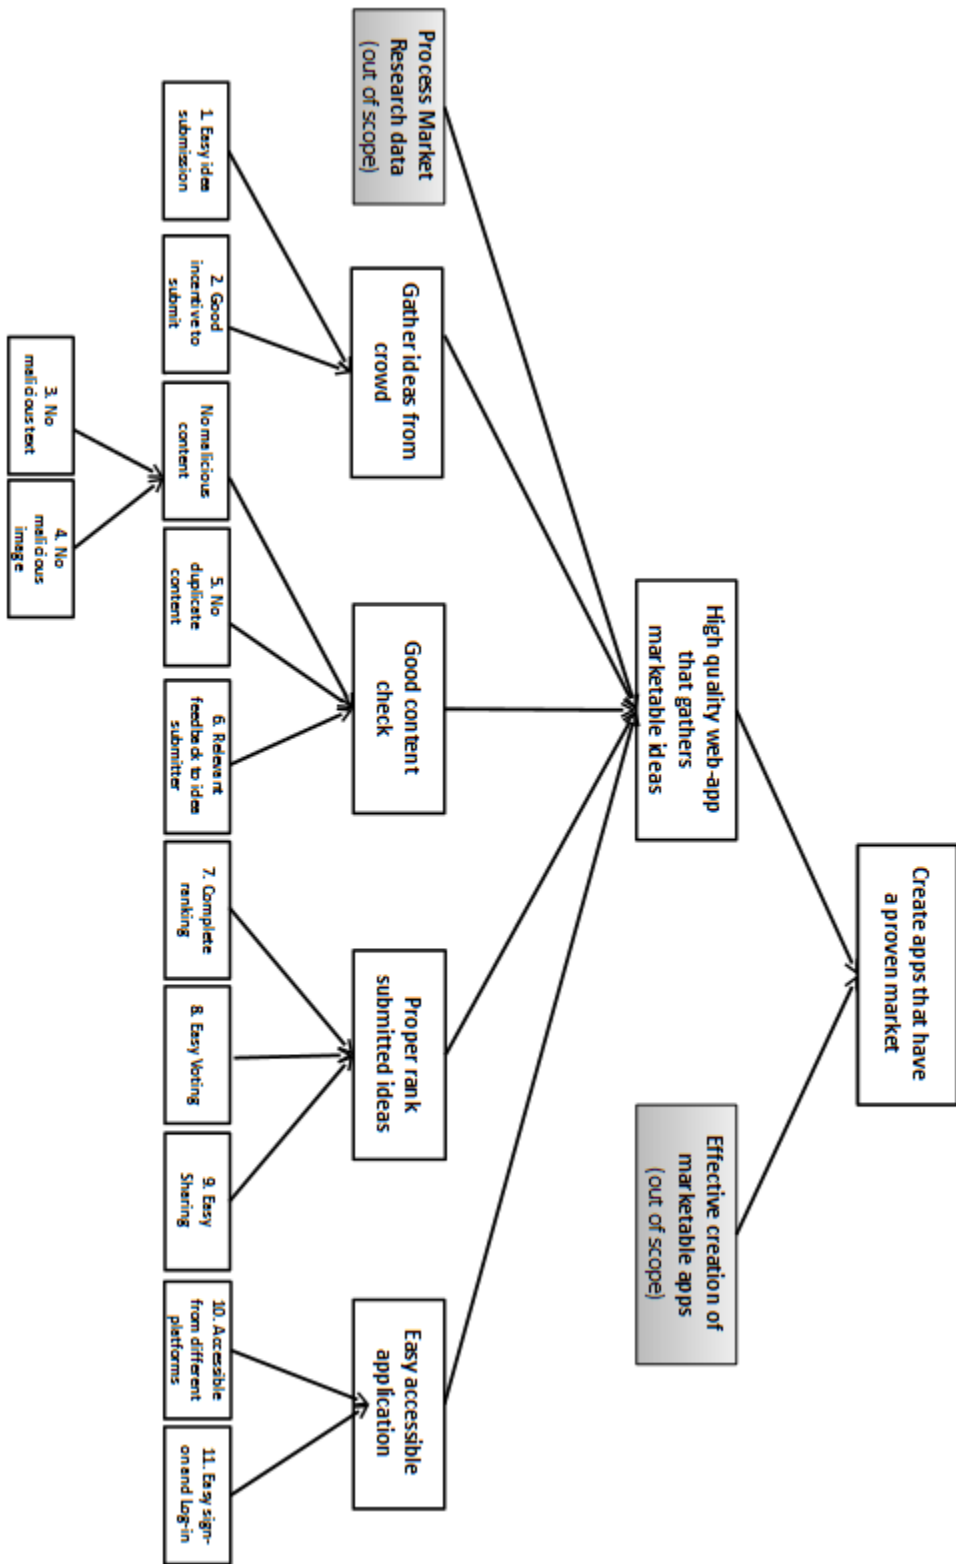 Create apps that have
a proven market
High quality web-app
that gathers
marketable ideas
Effective creation of
marketable apps
(out of scope)
Process Market
Research data
(out of scope)
Gather ideas from
crowd
Good content
check
Proper rank
submitted ideas
Easy accessible
application
1. Easy idea
submission
2. Good
incentive to
submit
No malicious
content
5. No
duplicate
content
6. Relevant
feedback to idea
submitter
7. Complete
ranking
8. Easy Voting
9. Easy
Sharing
10. Accessible
from different
platforms
11. Easy sign-
on and Log-in
3. No
malicious text
4. No
malicious
image